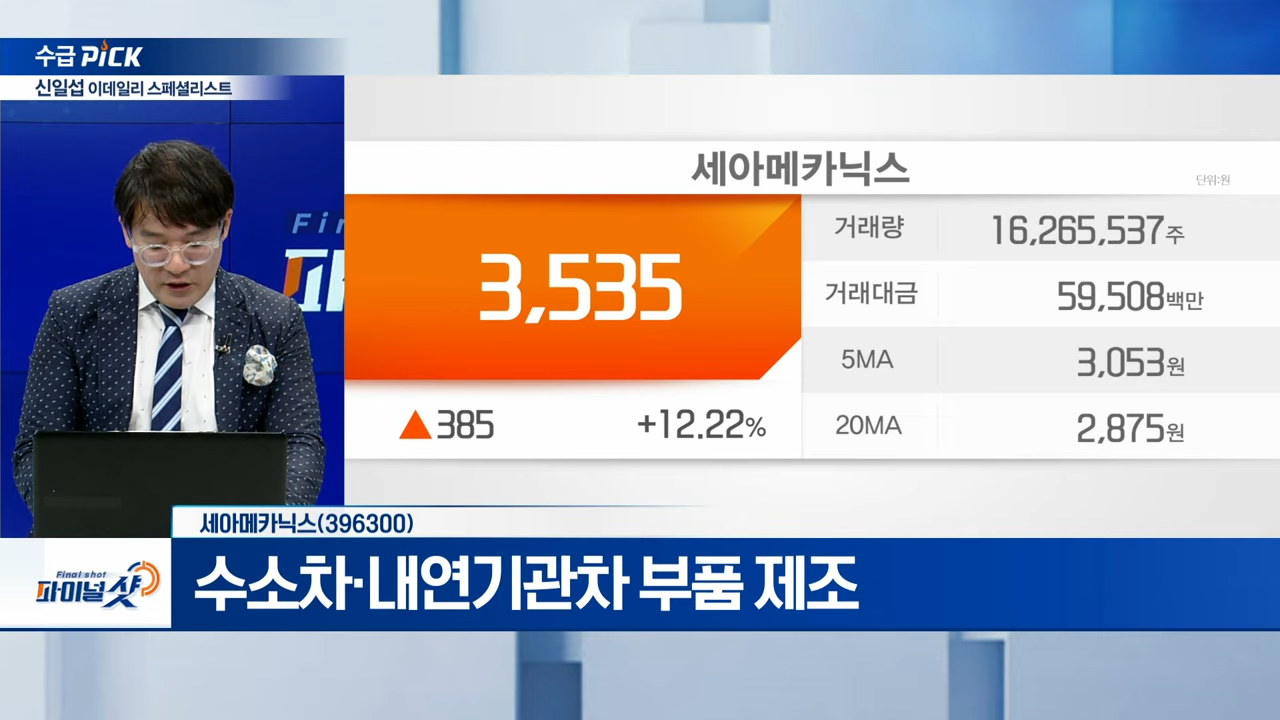 수급 PiCK
신일섭 이데일리 스페셜리스트
Fin
파
세아메카닉스
단위:원
3,535
▲385 +12.22%
거래량 16,265,537주
거래대금 59,508백만
5MA 3,053원
20MA 2,875원
세아메카닉스(396300)
Final shot
파이널샷
수소차·내연기관차 부품 제조